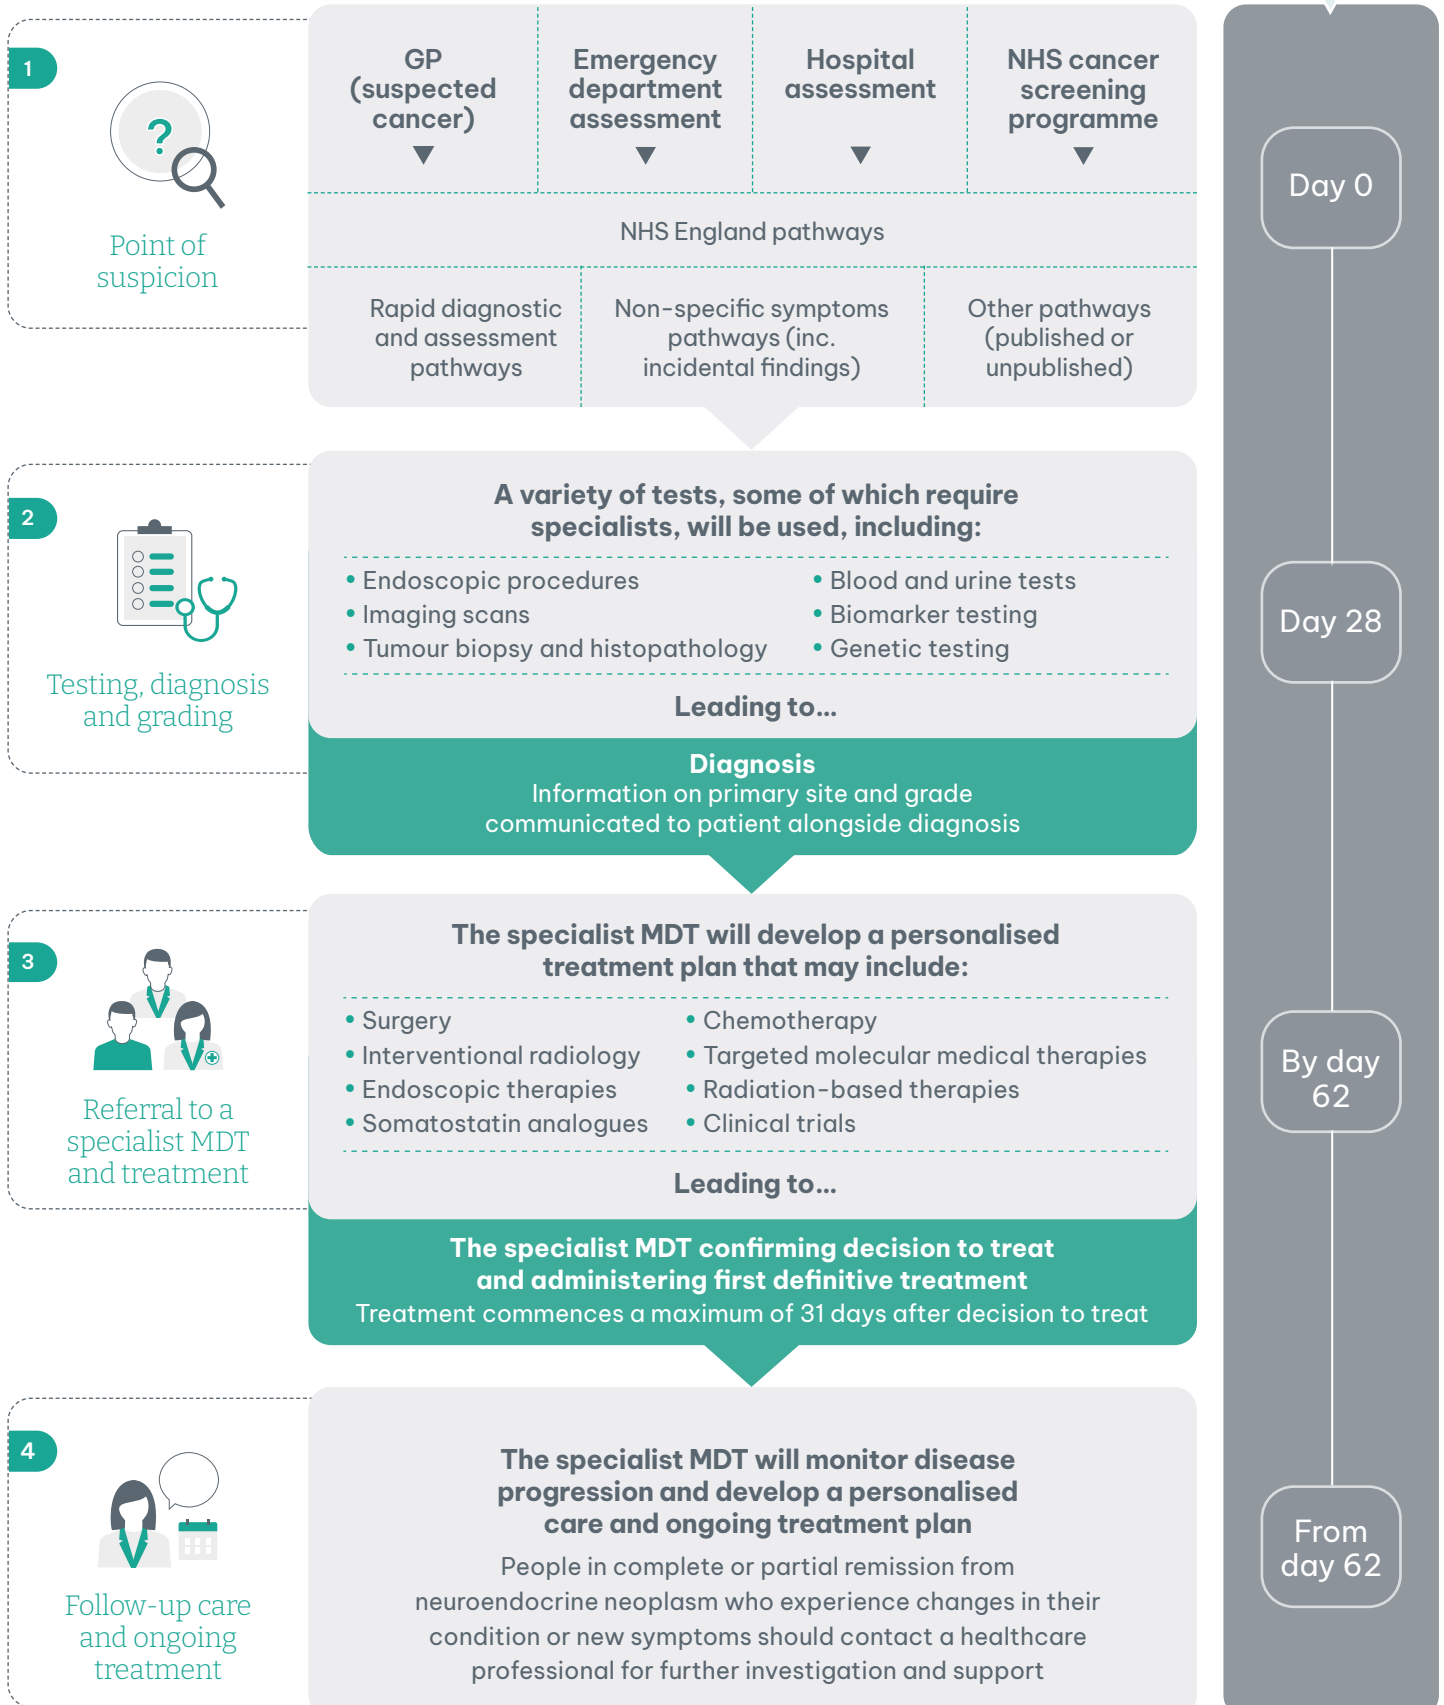 1
?
Point of
suspicion
GP
(suspected
cancer)
Emergency
department
assessment
Hospital
assessment
NHS cancer
screening
programme
NHS England pathways
Rapid diagnostic
and assessment
pathways
Non-specific symptoms
pathways (inc.
incidental findings)
Other pathways
(published or
unpublished)
Day 0
2
Testing, diagnosis
and grading
A variety of tests, some of which require
specialists, will be used, including:
• Endoscopic procedures
• Imaging scans
• Tumour biopsy and histopathology
• Blood and urine tests
• Biomarker testing
• Genetic testing
Leading to...
Diagnosis
Information on primary site and grade
communicated to patient alongside diagnosis
Day 28
3
Referral to a
specialist MDT
and treatment
The specialist MDT will develop a personalised
treatment plan that may include:
• Surgery
• Interventional radiology
• Endoscopic therapies
• Somatostatin analogues
• Chemotherapy
• Targeted molecular medical therapies
• Radiation-based therapies
• Clinical trials
Leading to...
The specialist MDT confirming decision to treat
and administering first definitive treatment
Treatment commences a maximum of 31 days after decision to treat
By day
62
4
Follow-up care
and ongoing
treatment
The specialist MDT will monitor disease
progression and develop a personalised
care and ongoing treatment plan
People in complete or partial remission from
neuroendocrine neoplasm who experience changes in their
condition or new symptoms should contact a healthcare
professional for further investigation and support
From
day 62